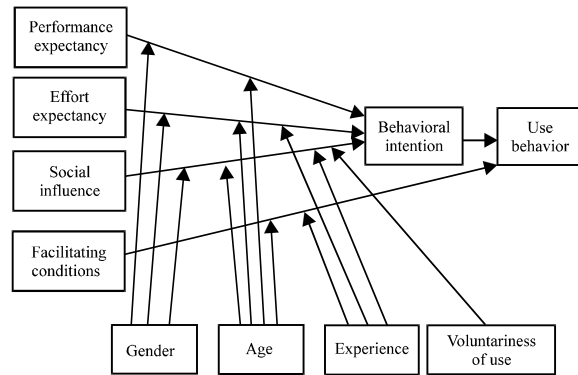 Performance
expectancy
Effort
expectancy
Social
influence
Facilitating
conditions
Behavioral
intention
Use
behavior
Gender
Age
Experience
Voluntariness
of use